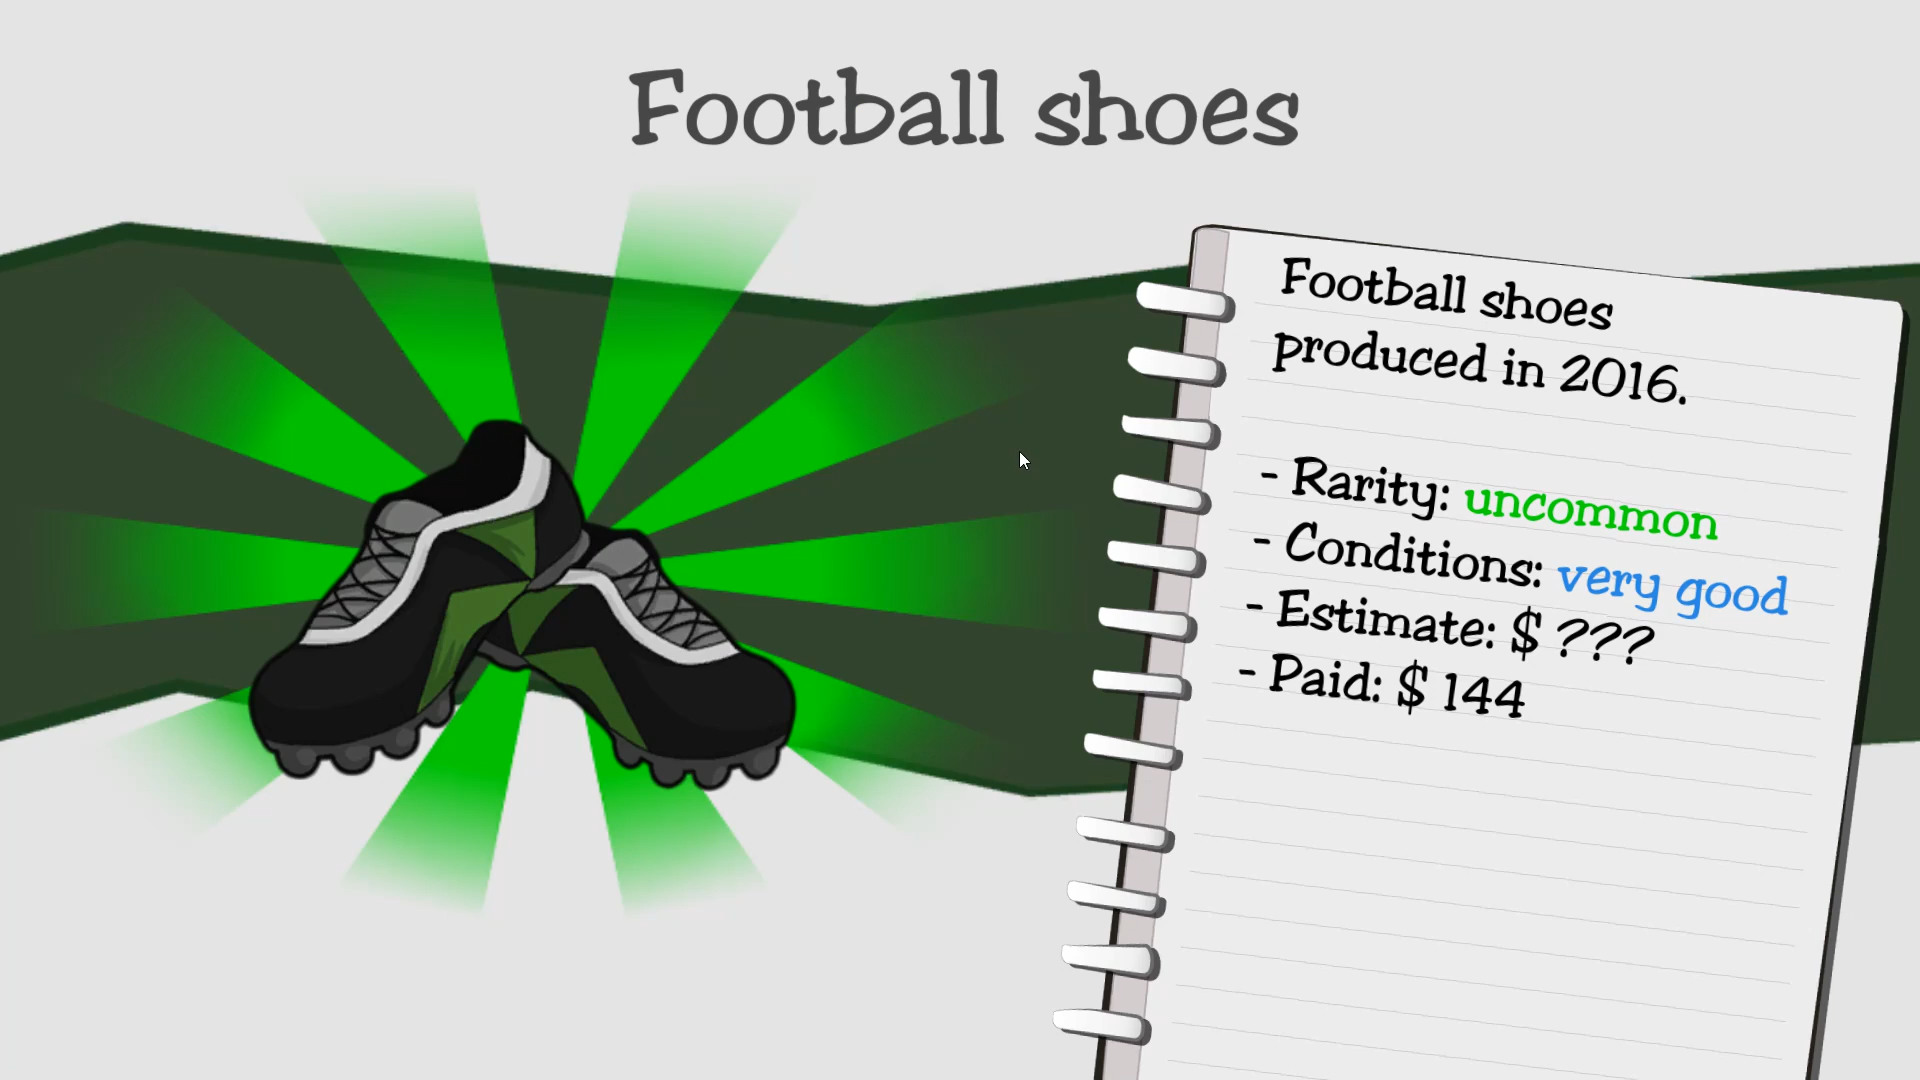 Football shoes
Football shoes
produced in 2016.
- Rarity: uncommon
- Conditions: very good
- Estimate: $ ???
- Paid: $ 144